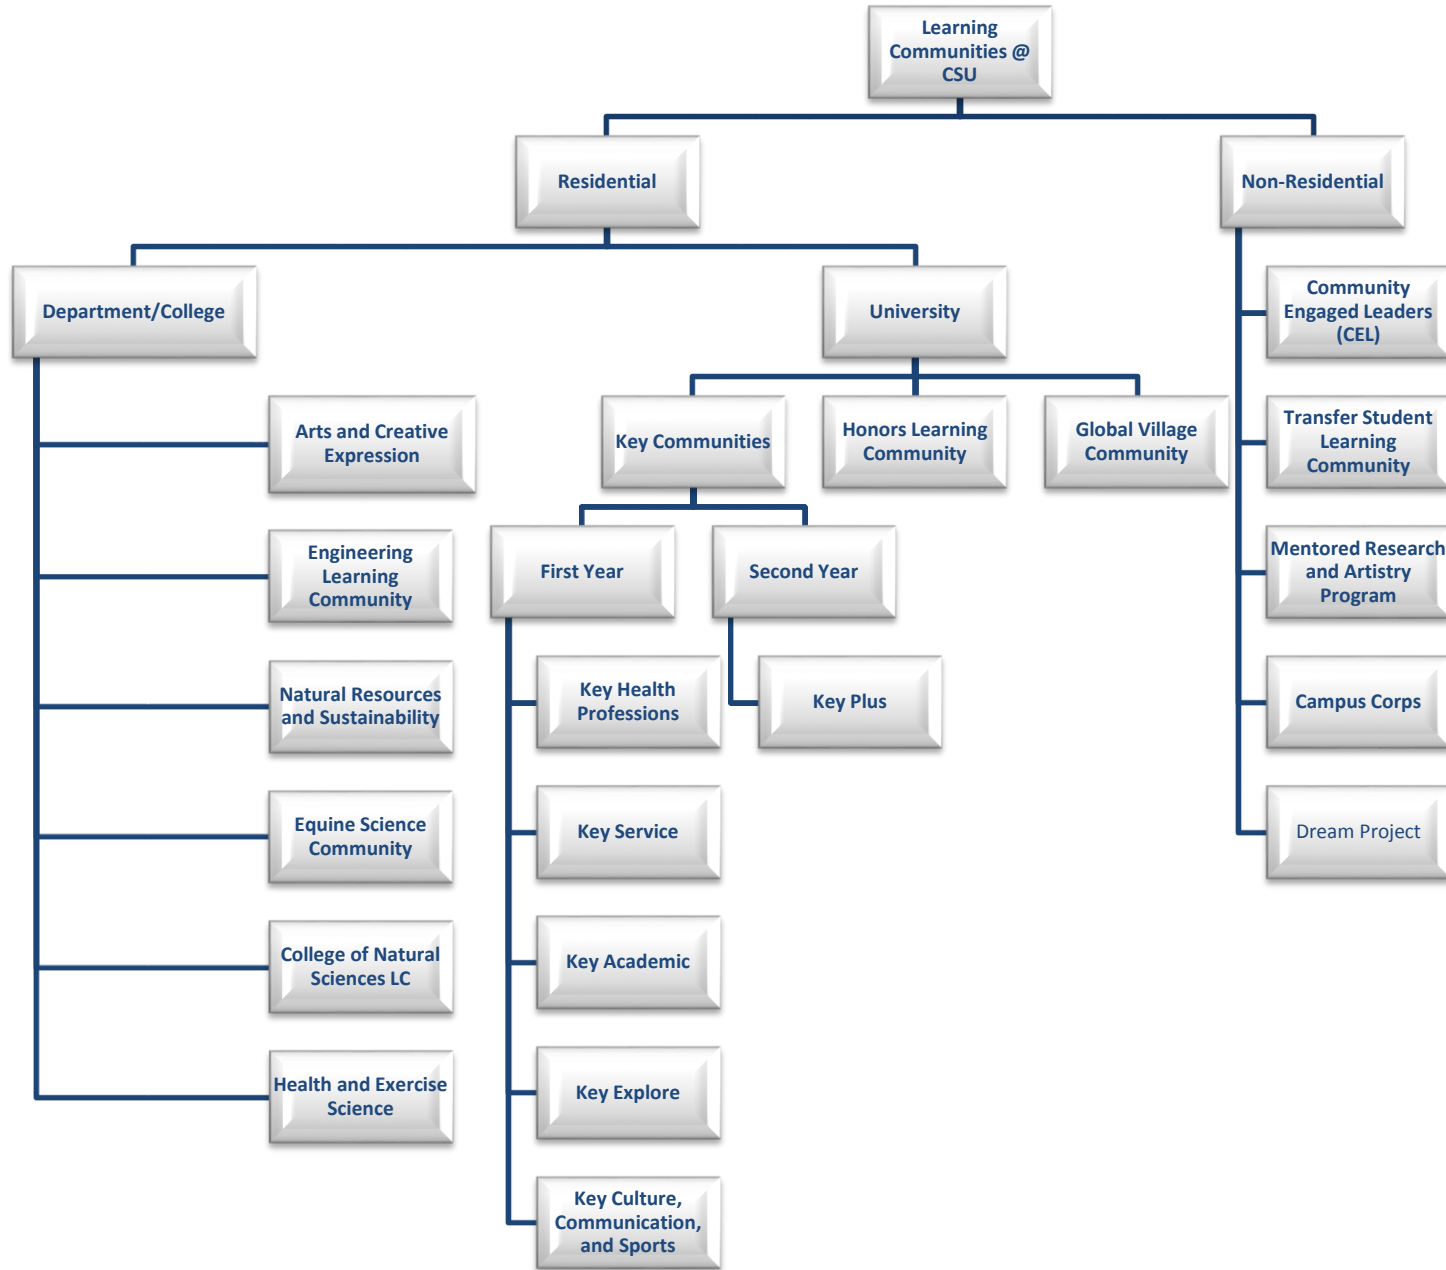 Learning
Communities @
CSU
Residential
Non-Residential
Department/College
University
Community
Engaged Leaders
(CEL)
Arts and Creative
Expression
Key Communities
Honors Learning
Community
Global Village
Community
Transfer Student
Learning
Community
Engineering
Learning
Community
First Year
Second Year
Mentored Research
and Artistry
Program
Natural Resources
and Sustainability
Key Health
Professions
Key Plus
Campus Corps
Equine Science
Community
Key Service
Dream Project
College of Natural
Sciences LC
Key Academic
Health and Exercise
Science
Key Explore
Key Culture,
Communication,
and Sports